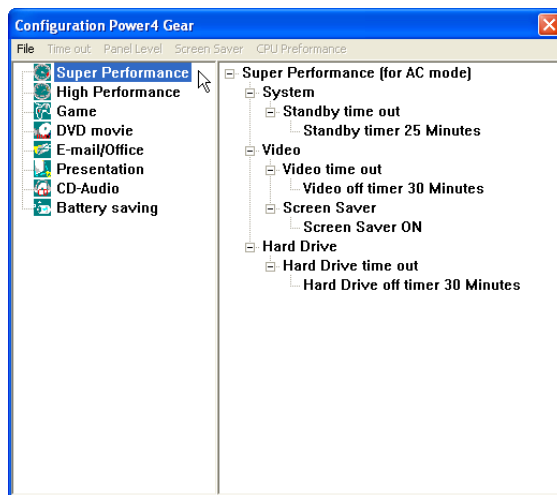 Configuration Power4 Gear
File Time out Panel Level Screen Saver CPU Preformance
Super Performance
High Performance
Game
DVD movie
E-mail/Office
Presentation
CD-Audio
Battery saving
Super Performance (for AC mode)
System
Standby time out
Standby timer 25 Minutes
Video
Video time out
Video off timer 30 Minutes
Screen Saver
Screen Saver ON
Hard Drive
Hard Drive time out
Hard Drive off timer 30 Minutes